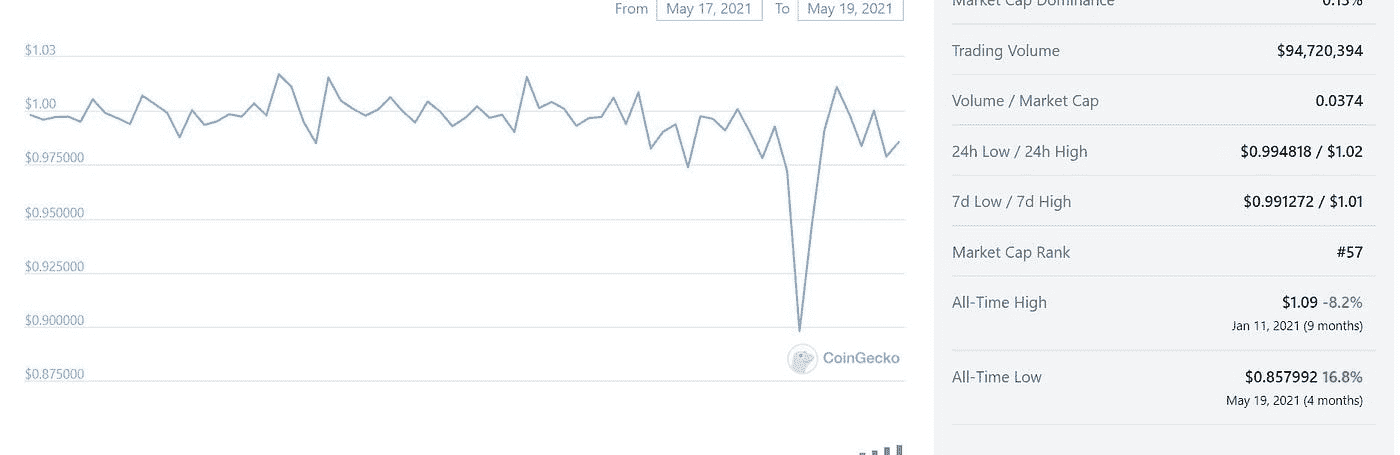 From May 17, 2021 To May 19, 2021
$1.03
$1.00
$0.975000
$0.950000
$0.925000
$0.900000
$0.875000
CoinGecko
Market Cap Dominance 0.13%
Trading Volume $94,720,394
Volume / Market Cap 0.0374
24h Low / 24h High $0.994818 / $1.02
7d Low / 7d High $0.991272 / $1.01
Market Cap Rank #57
All-Time High $1.09 -8.2%
Jan 11, 2021 (9 months)
All-Time Low $0.857992 16.8%
May 19, 2021 (4 months)